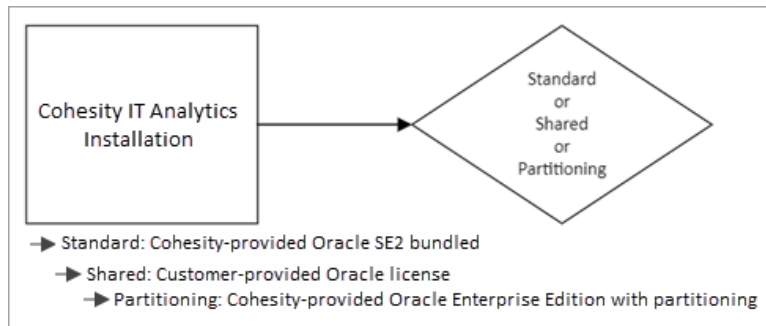 Cohesity IT Analytics
Installation
Standard
or
Shared
or
Partitioning
Standard: Cohesity-provided Oracle SE2 bundled
Shared: Customer-provided Oracle license
Partitioning: Cohesity-provided Oracle Enterprise Edition with partitioning